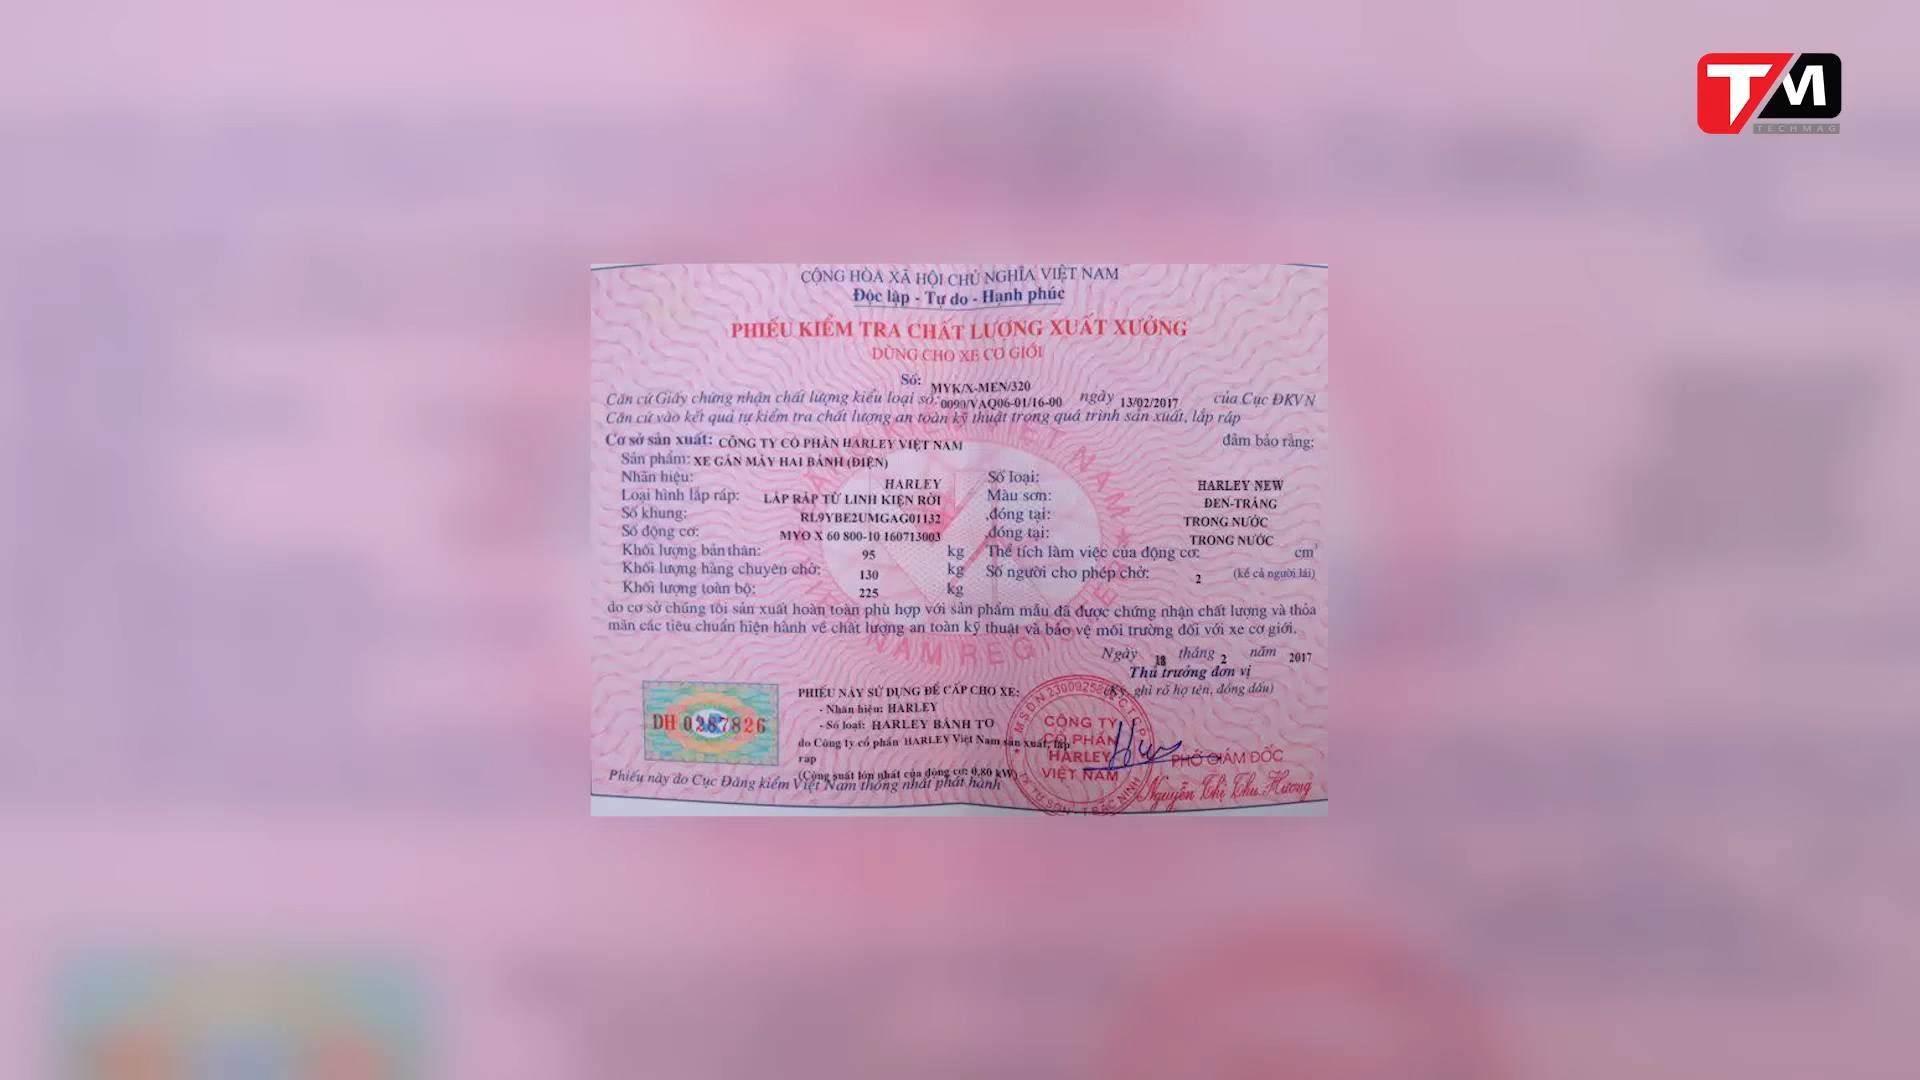 TM
TECHMAG
CỘNG HÒA XÃ HỘI CHỦ NGHĨA VIỆT NAM
Độc lập - Tự do - Hạnh phúc
PHIẾU KIỂM TRA CHẤT LƯỢNG XUẤT XƯỞNG
DÙNG CHO XE CƠ GIỚI
Số: MYK/X-MEN/320
Căn cứ Giấy chứng nhận chất lượng kiểu loại số: 0090/VAQ06-01/16-00 ngày 13/02/2017 của Cục ĐKVN
Căn cứ vào kết quả tự kiểm tra chất lượng an toàn kỹ thuật trong quá trình sản xuất, lắp ráp
Cơ sở sản xuất: CÔNG TY CỔ PHẦN HARLEY VIỆT NAM đảm bảo rằng:
Sản phẩm: XE GẮN MÁY HAI BÁNH (ĐIỆN)
Nhãn hiệu: HARLEY Số loại: HARLEY NEW
Loại hình lắp ráp: LẮP RÁP TỪ LINH KIỆN RỜI Màu sơn: ĐEN-TRẮNG
Số khung: RL9YBE2UMGAG01132 ,đóng tại: TRONG NƯỚC
Số động cơ: MYO X 60 800-10 160713003 ,đóng tại: TRONG NƯỚC
Khối lượng bản thân: 95 kg Thể tích làm việc của động cơ: cm³
Khối lượng hàng chuyên chở: 130 kg Số người cho phép chở: 2 (kể cả người lái)
Khối lượng toàn bộ: 225 kg
do cơ sở chúng tôi sản xuất hoàn toàn phù hợp với sản phẩm mẫu đã được chứng nhận chất lượng và thỏa
mãn các tiêu chuẩn hiện hành về chất lượng an toàn kỹ thuật và bảo vệ môi trường đối với xe cơ giới.
Ngày 18 tháng 2 năm 2017
Thủ trưởng đơn vị
(Ký, ghi rõ họ tên, đóng dấu)
PHIẾU NÀY SỬ DỤNG ĐỂ CẤP CHO XE:
- Nhãn hiệu: HARLEY
- Số loại: HARLEY BÁNH TO
do Công ty cổ phần HARLEY Việt Nam sản xuất, lắp
ráp
(Công suất lớn nhất của động cơ: 0,80 kW)
DH 0287826
Phiếu này do Cục Đăng kiểm Việt Nam thống nhất phát hành
CÔNG TY
CỔ PHẦN
HARLEY
VIỆT NAM
PHÓ GIÁM ĐỐC
Nguyễn Thị Thu Hương